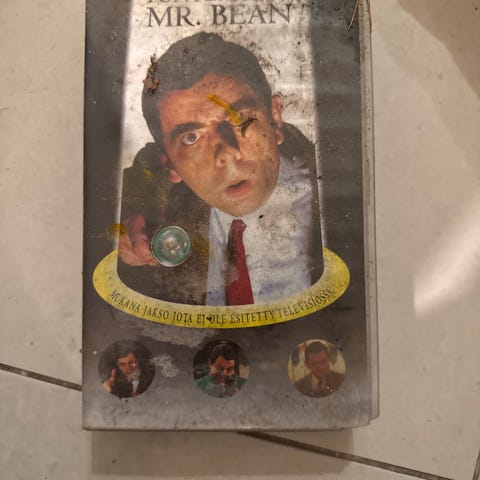 MR. BEAN
MUKANA JAKSO JOTA EI OLE ESITETTY TELEVISIOSSA